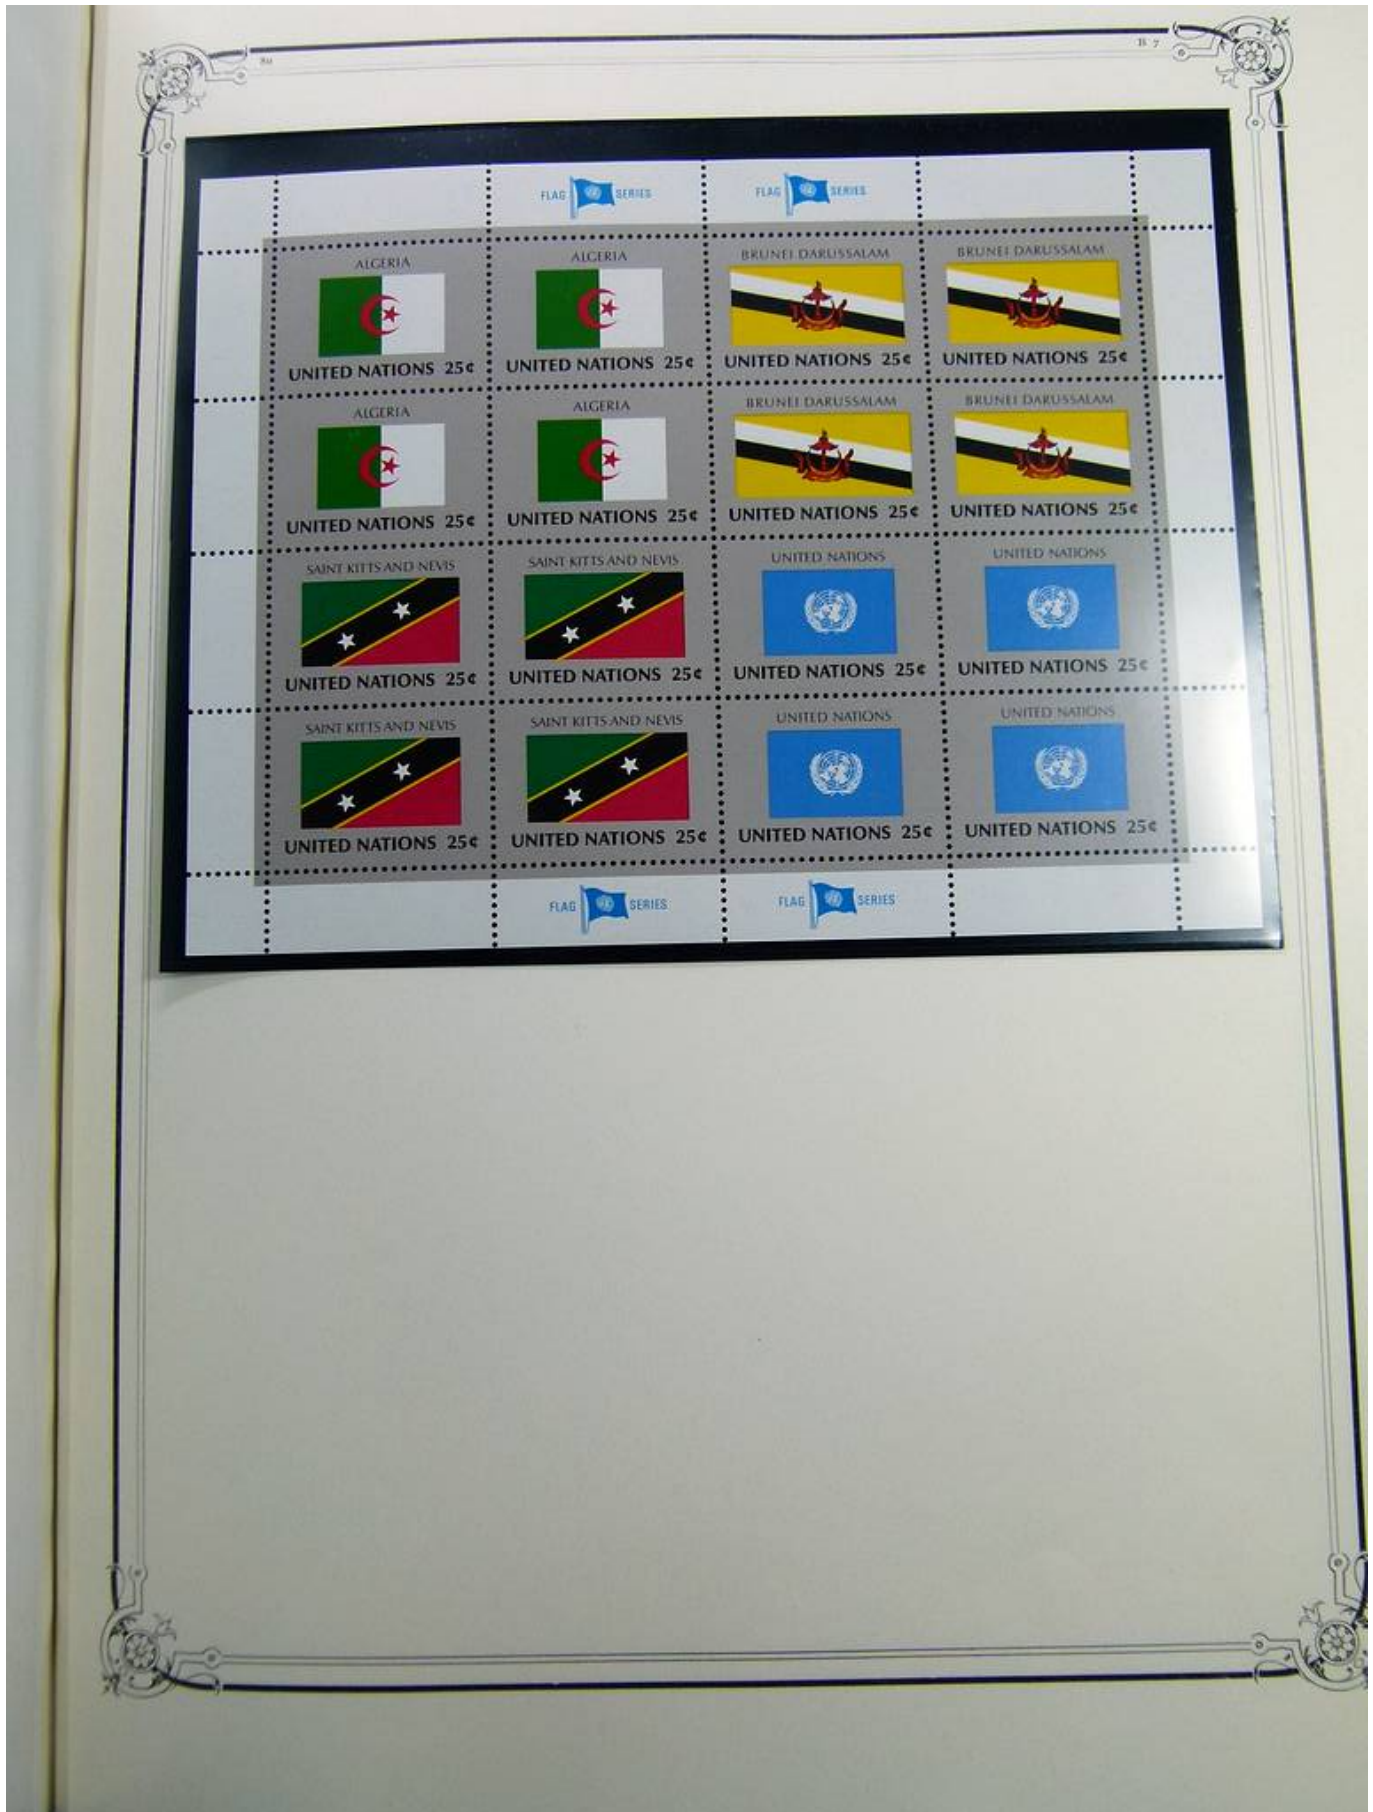 80
B 7
FLAG SERIES FLAG SERIES
ALGERIA ALGERIA BRUNEI DARUSSALAM BRUNEI DARUSSALAM
UNITED NATIONS 25¢ UNITED NATIONS 25¢ UNITED NATIONS 25¢ UNITED NATIONS 25¢
ALGERIA ALGERIA BRUNEI DARUSSALAM BRUNEI DARUSSALAM
UNITED NATIONS 25¢ UNITED NATIONS 25¢ UNITED NATIONS 25¢ UNITED NATIONS 25¢
SAINT KITTS AND NEVIS SAINT KITTS AND NEVIS UNITED NATIONS UNITED NATIONS
UNITED NATIONS 25¢ UNITED NATIONS 25¢ UNITED NATIONS 25¢ UNITED NATIONS 25¢
SAINT KITTS AND NEVIS SAINT KITTS AND NEVIS UNITED NATIONS UNITED NATIONS
UNITED NATIONS 25¢ UNITED NATIONS 25¢ UNITED NATIONS 25¢ UNITED NATIONS 25¢
FLAG SERIES FLAG SERIES